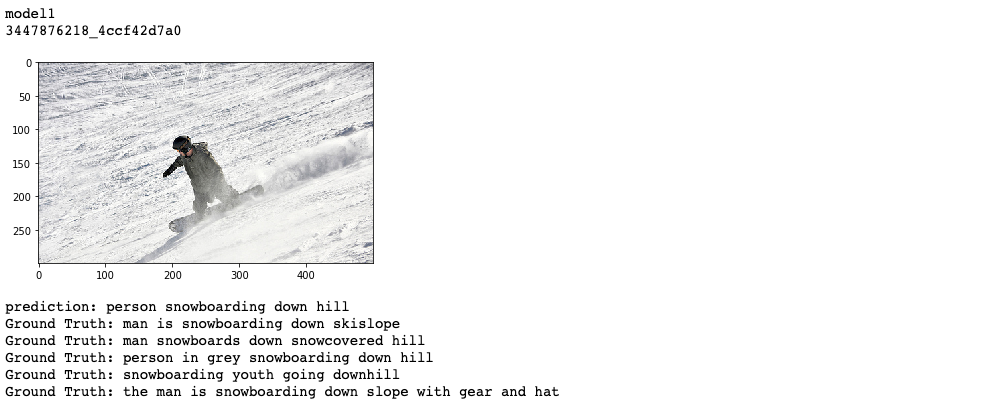 model1
3447876218_4ccf42d7a0
0
50
100
150
200
250
0 100 200 300 400
prediction: person snowboarding down hill
Ground Truth: man is snowboarding down skislope
Ground Truth: man snowboards down snowcovered hill
Ground Truth: person in grey snowboarding down hill
Ground Truth: snowboarding youth going downhill
Ground Truth: the man is snowboarding down slope with gear and hat